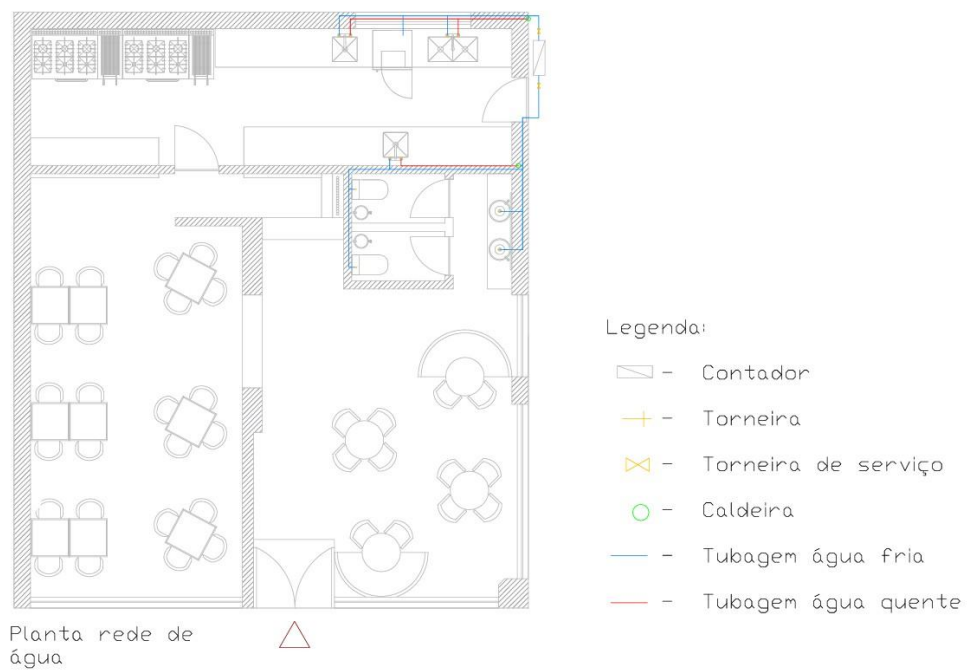 Legenda:
- Contador
- Torneira
- Torneira de serviço
- Caldeira
- Tubagem água fria
- Tubagem água quente
Planta rede de
água